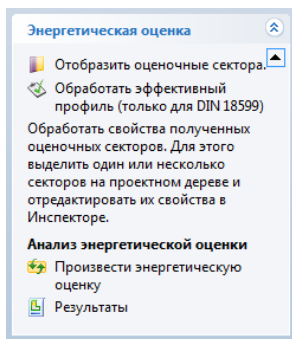 Энергетическая оценка
Отобразить оценочные сектора.
Обработать эффективный
профиль (только для DIN 18599)
Обработать свойства полученных
оценочных секторов. Для этого
выделить один или несколько
секторов на проектном дереве и
отредактировать их свойства в
Инспекторе.
Анализ энергетической оценки
Произвести энергетическую
оценку
Результаты